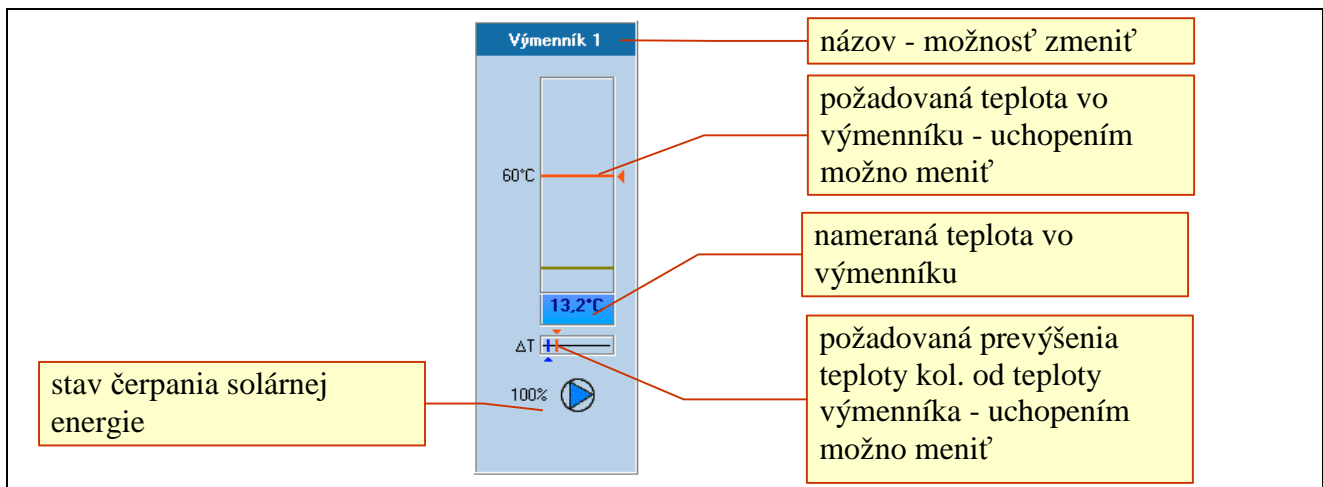 Výmenník 1
názov - možnosť zmeniť
požadovaná teplota vo
výmenníku - uchopením
možno meniť
60°C
nameraná teplota vo
výmenníku
13,2°C
požadovaná prevýšenia
teploty kol. od teploty
výmenníka - uchopením
možno meniť
ΔT
stav čerpania solárnej
energie
100%